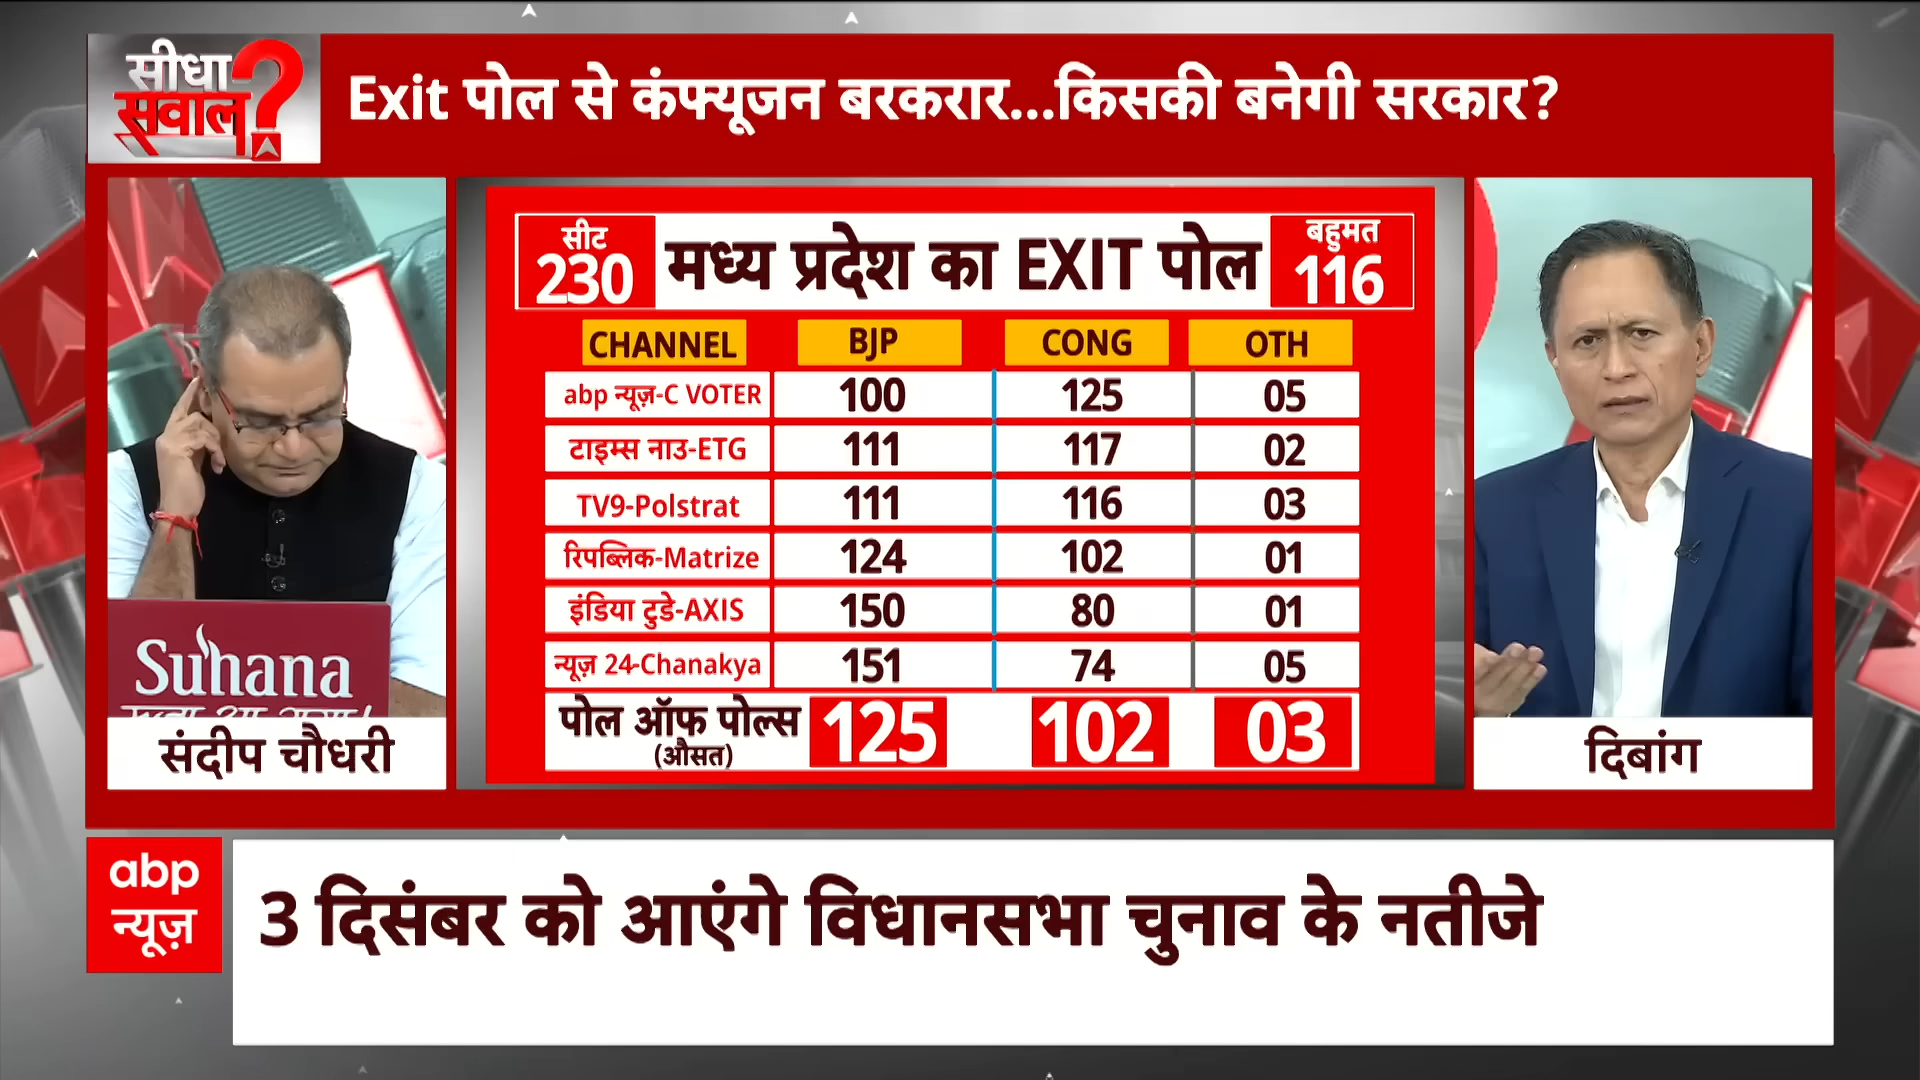 सीधा
सवाल?
Exit पोल से कंफ्यूजन बरकरार...किसकी बनेगी सरकार?
सीट
230
मध्य प्रदेश का EXIT पोल
बहुमत
116
CHANNEL BJP CONG OTH
abp न्यूज़-C VOTER 100 125 05
टाइम्स नाउ-ETG 111 117 02
TV9-Polstrat 111 116 03
रिपब्लिक-Matrize 124 102 01
इंडिया टुडे-AXIS 150 80 01
न्यूज़ 24-Chanakya 151 74 05
पोल ऑफ पोल्स 125 102 03
(औसत)
Suhana
संदीप चौधरी
दिबांग
abp
न्यूज़
3 दिसंबर को आएंगे विधानसभा चुनाव के नतीजे